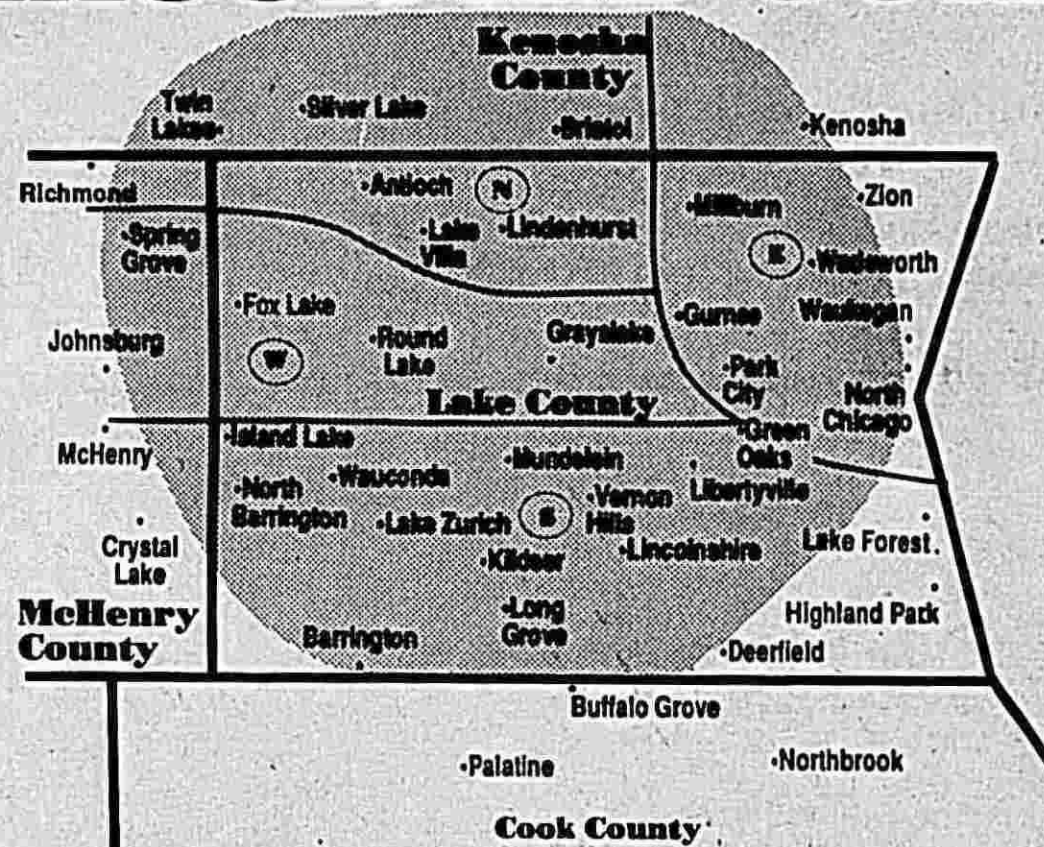 Kenosha
County
Twin
Lakes
Silver Lake
Bristol
Kenosha
Richmond
Antioch
N
Millburn
Zion
Spring
Grove
Lake
Villa
Lindenhurst
E
Wadsworth
Fox Lake
Gurnee
Waukegan
Johnsburg
W
Round
Lake
Grayslake
Park
City
North
Chicago
Lake County
McHenry
Island Lake
Green
Oaks
Mundelein
Wauconda
North
Barrington
Vernon
Hills
Libertyville
Lake Zurich
S
Crystal
Lake
Kildeer
Lincolnshire
Lake Forest
McHenry
County
Long
Grove
Highland Park
Barrington
Deerfield
Buffalo Grove
Palatine
Northbrook
Cook County